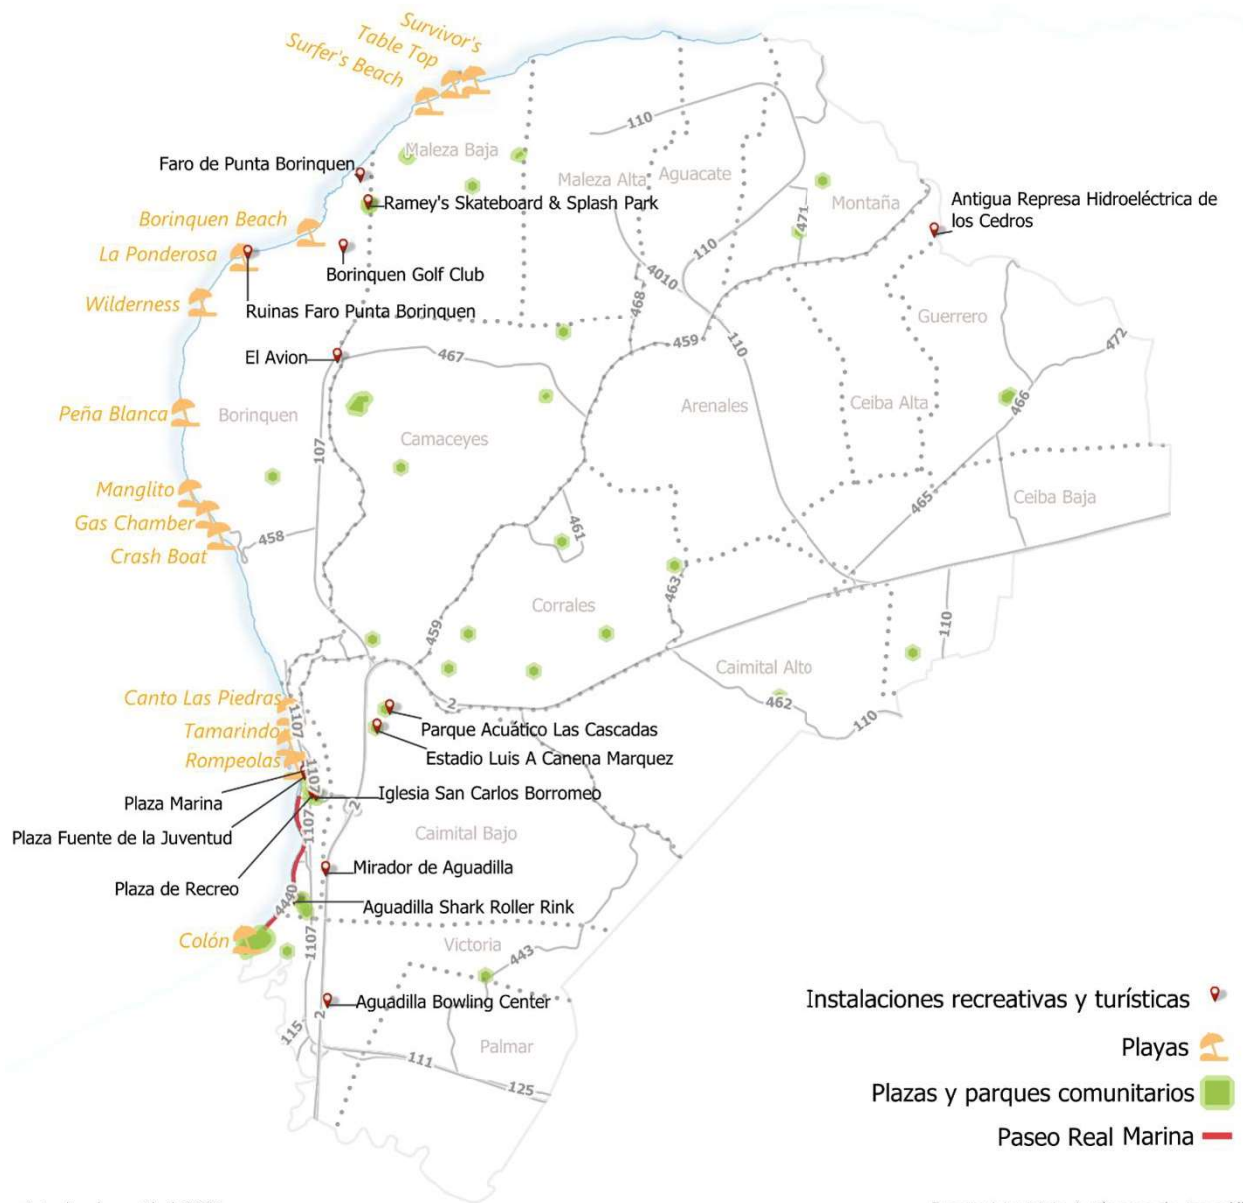 Survivor's
Table Top
Surfer's Beach
110
Maleza Baja
Faro de Punta Borinquen
Maleza Alta
Aguacate
Montaña
Antigua Represa Hidroeléctrica de
los Cedros
Ramey's Skateboard & Splash Park
471
Borinquen Beach
La Ponderosa
110
Borinquen Golf Club
4010
Wilderness
468
Ruinas Faro Punta Borinquen
Guerrero
472
El Avion
467
459
110
466
Peña Blanca
Borinquen
Arenales
Ceiba Alta
Camaceyes
107
Manglito
465
Ceiba Baja
Gas Chamber
458
461
Crash Boat
463
Corrales
459
110
Caimital Alto
Canto Las Piedras
2
462
1107
110
Tamarindo
Parque Acuático Las Cascadas
Rompeolas
Estadio Luis A Canena Marquez
1107
Plaza Marina
Iglesia San Carlos Borromeo
2
1107
Plaza Fuente de la Juventud
Caimital Bajo
Mirador de Aguadilla
Plaza de Recreo
4440
Aguadilla Shark Roller Rink
Colón
1107
Victoria
443
Aguadilla Bowling Center
2
115
Palmar
111
125
Instalaciones recreativas y turísticas
Playas
Plazas y parques comunitarios
Paseo Real Marina